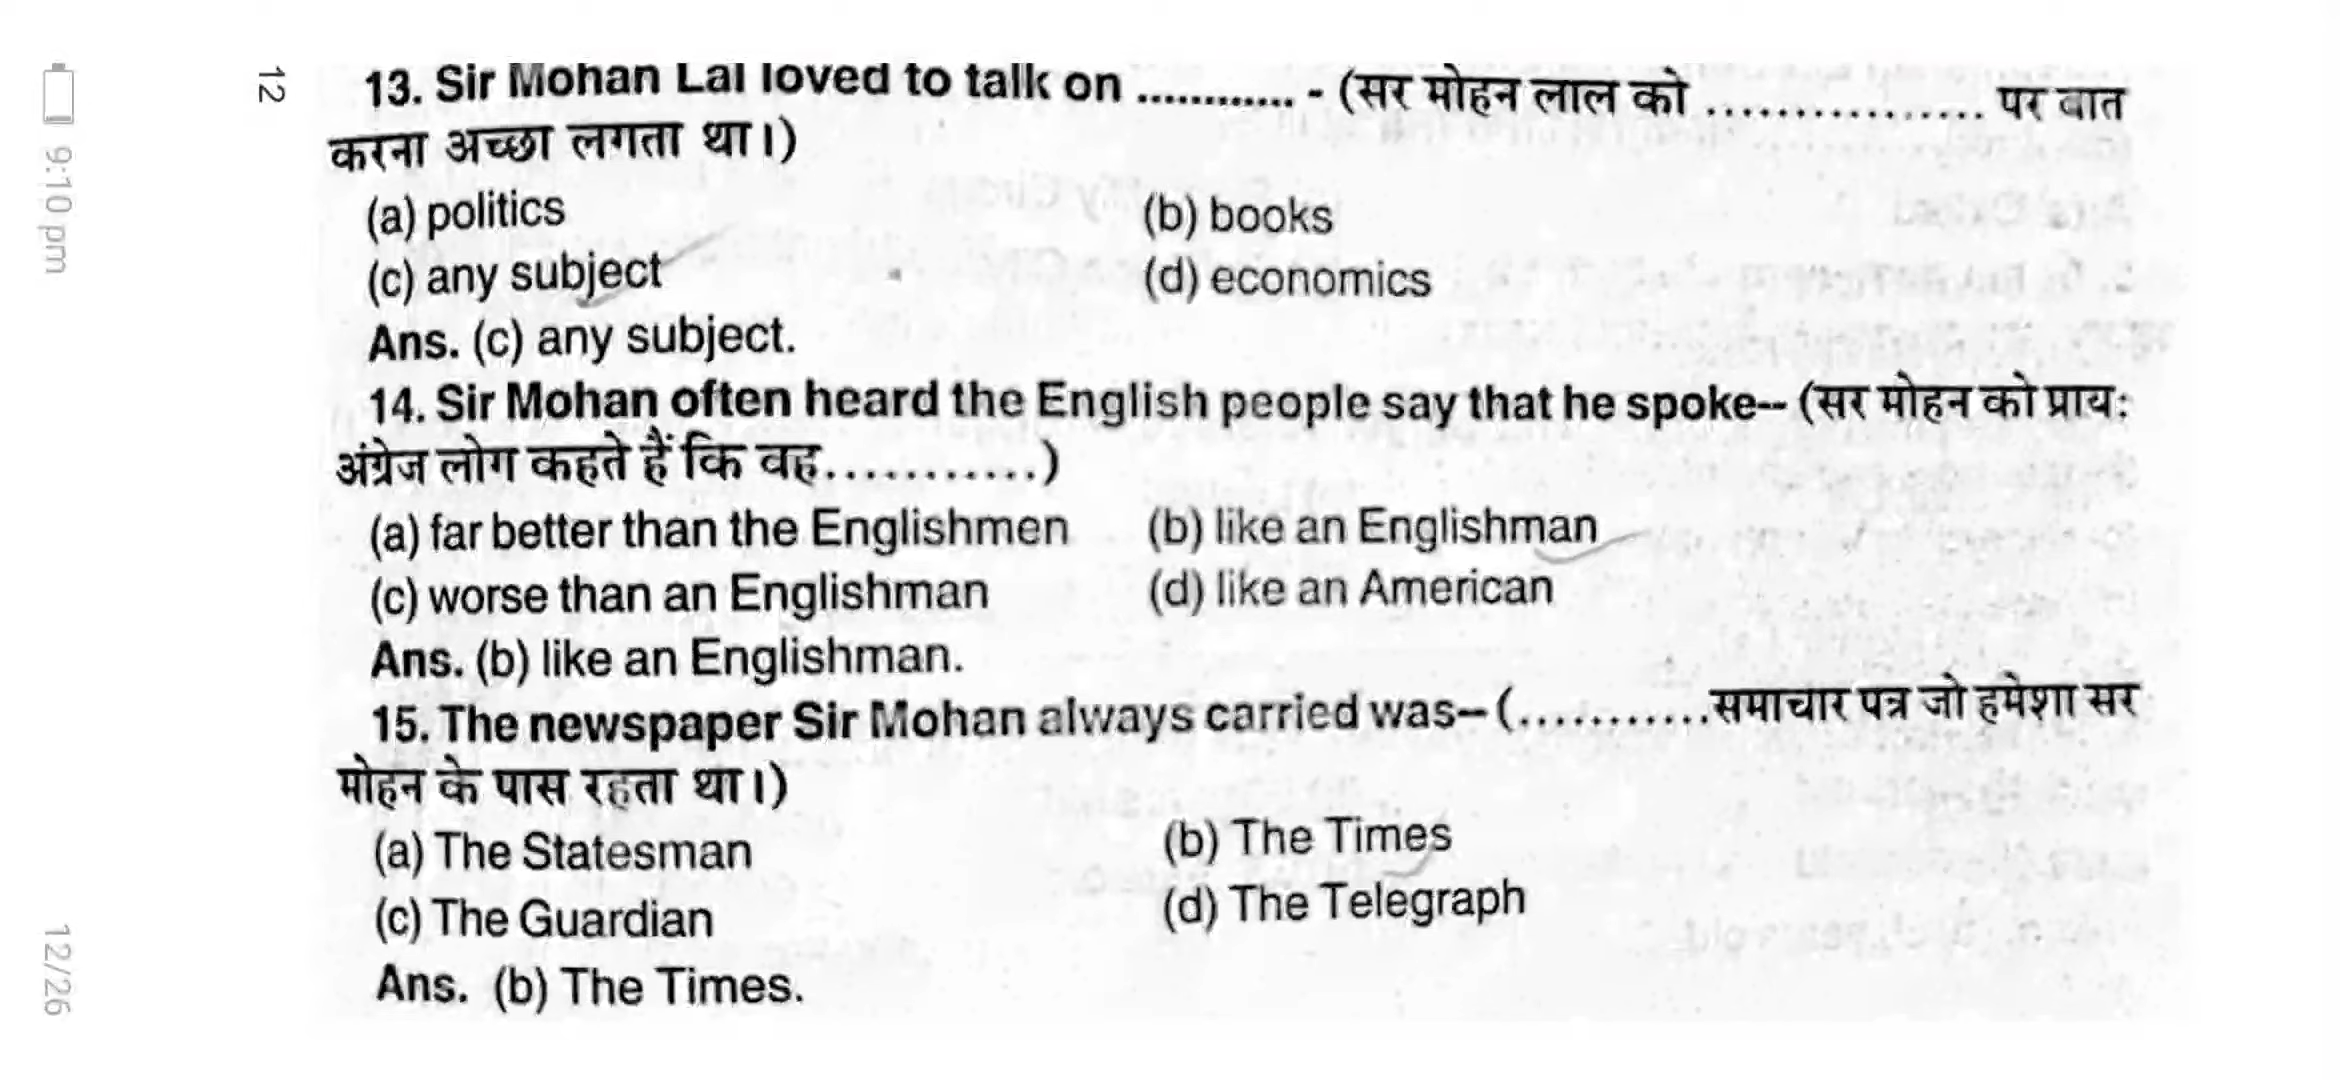 9:10 pm
12
13. Sir Mohan Lal loved to talk on ............. - (सर मोहन लाल को ................. पर बात
करना अच्छा लगता था।)
(a) politics (b) books
(c) any subject (d) economics
Ans. (c) any subject.
14. Sir Mohan often heard the English people say that he spoke-- (सर मोहन को प्रायः
अंग्रेज लोग कहते हैं कि वह............)
(a) far better than the Englishmen (b) like an Englishman
(c) worse than an Englishman (d) like an American
Ans. (b) like an Englishman.
15. The newspaper Sir Mohan always carried was-- (............समाचार पत्र जो हमेशा सर
मोहन के पास रहता था।)
(a) The Statesman (b) The Times
(c) The Guardian (d) The Telegraph
Ans. (b) The Times.
12/26